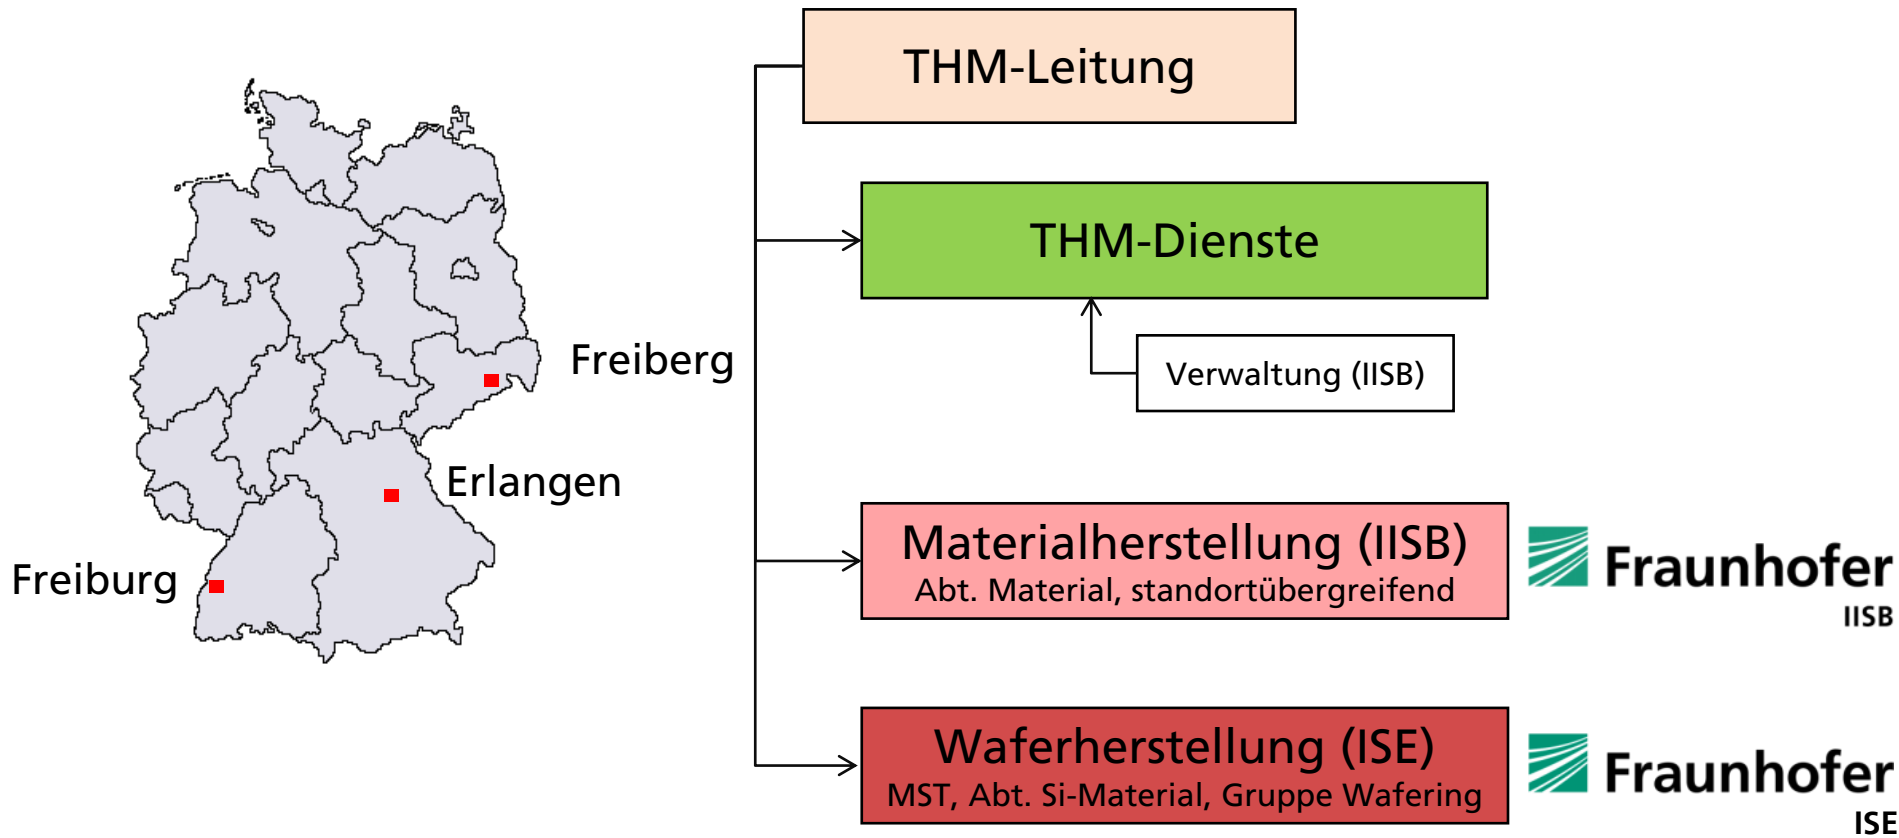 THM-Leitung
THM-Dienste
Verwaltung (IISB)
Freiberg
Erlangen
Freiburg
Materialherstellung (IISB)
Abt. Material, standortübergreifend
Fraunhofer
IISB
Waferherstellung (ISE)
MST, Abt. Si-Material, Gruppe Wafering
Fraunhofer
ISE